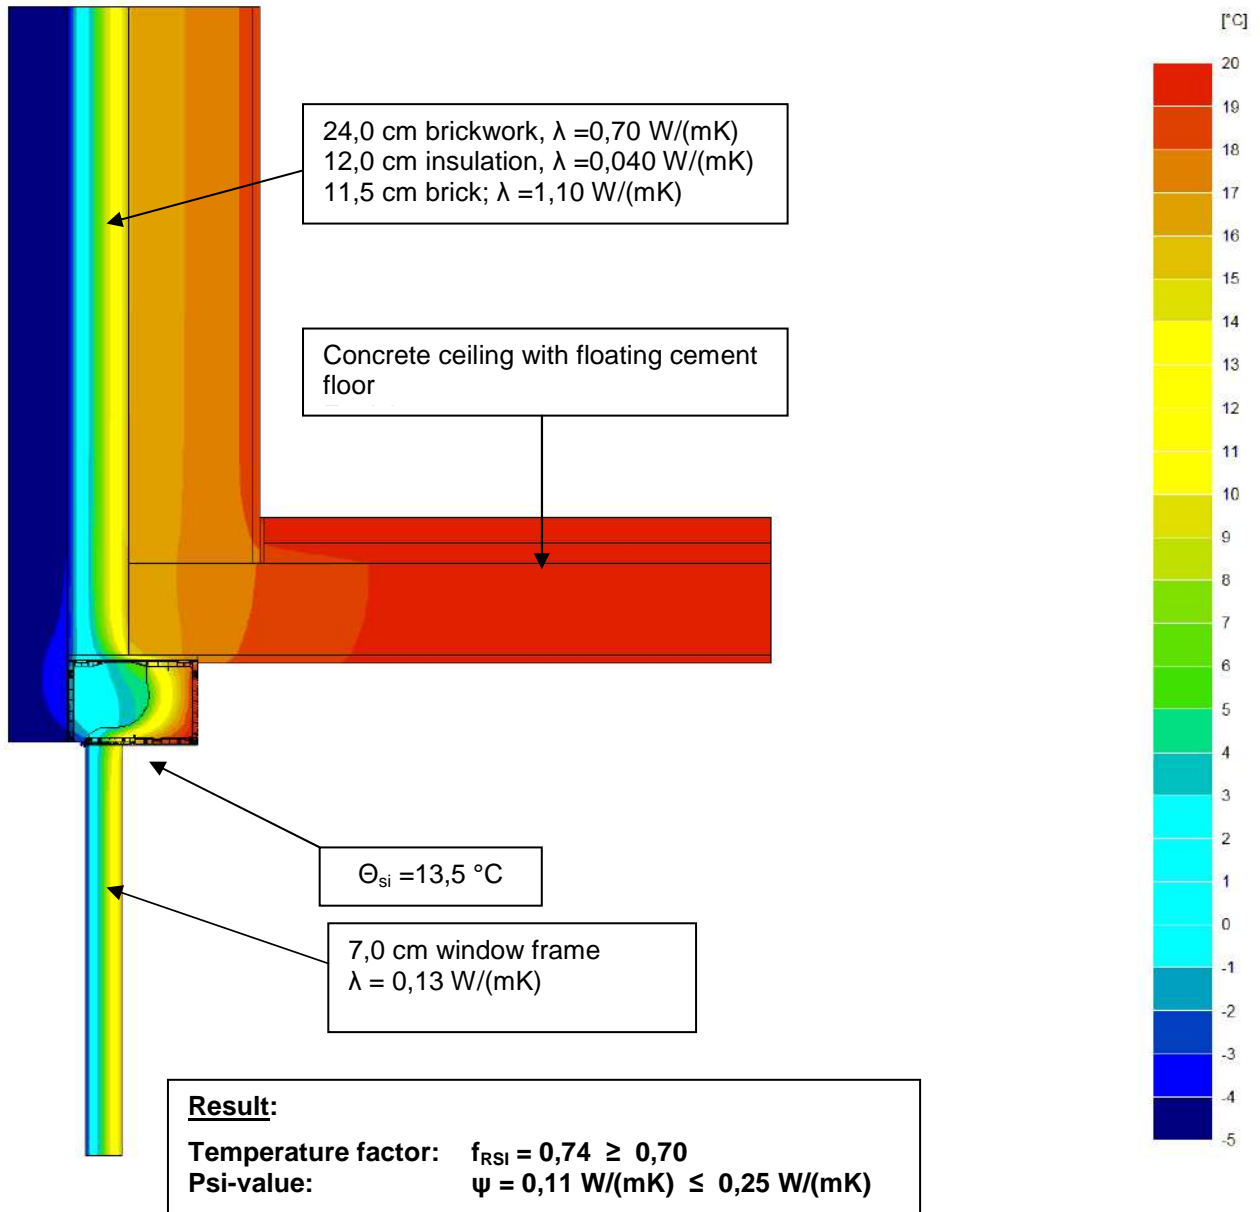 [°C]
24,0 cm brickwork, λ =0,70 W/(mK)
12,0 cm insulation, λ =0,040 W/(mK)
11,5 cm brick; λ =1,10 W/(mK)
Concrete ceiling with floating cement
floor
Θsi =13,5 °C
7,0 cm window frame
λ = 0,13 W/(mK)
Result:
Temperature factor: fRSI = 0,74 ≥ 0,70
Psi-value: ψ = 0,11 W/(mK) ≤ 0,25 W/(mK)
20
19
18
17
16
15
14
13
12
11
10
9
8
7
6
5
4
3
2
1
0
-1
-2
-3
-4
-5